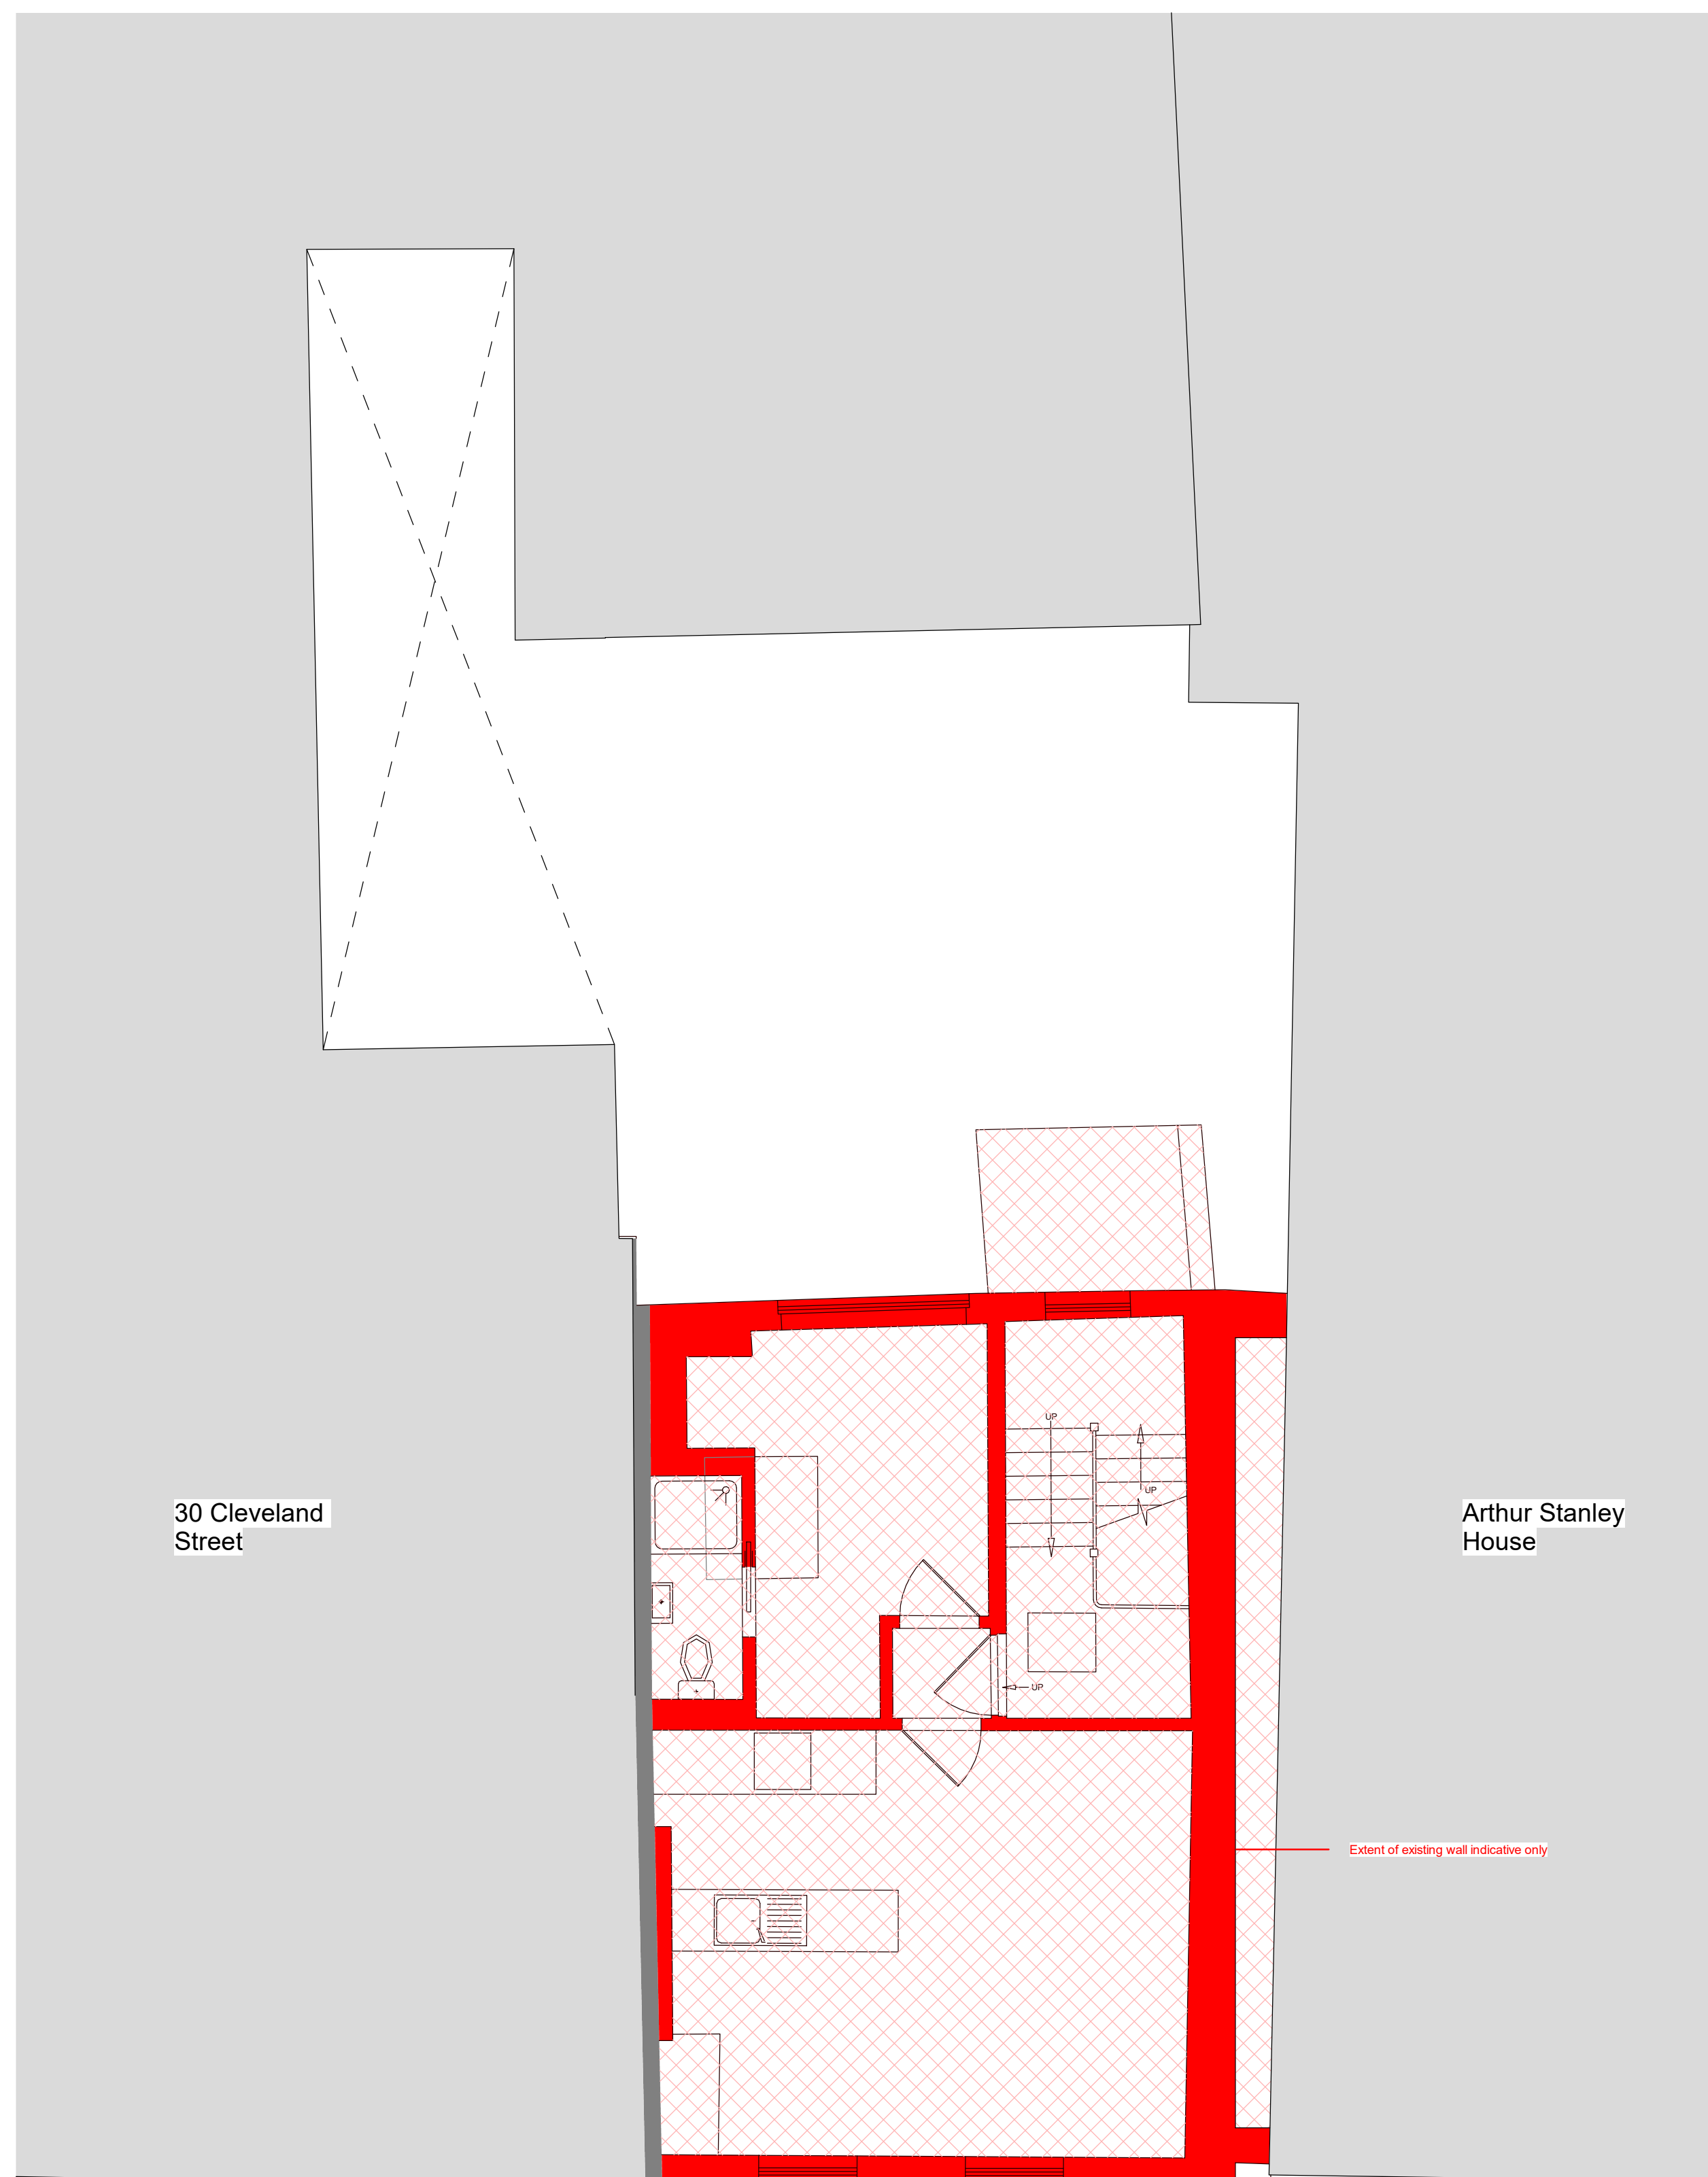 UP
UP
30 Cleveland
Street
Arthur Stanley
House
UP
Extent of existing wall indicative only